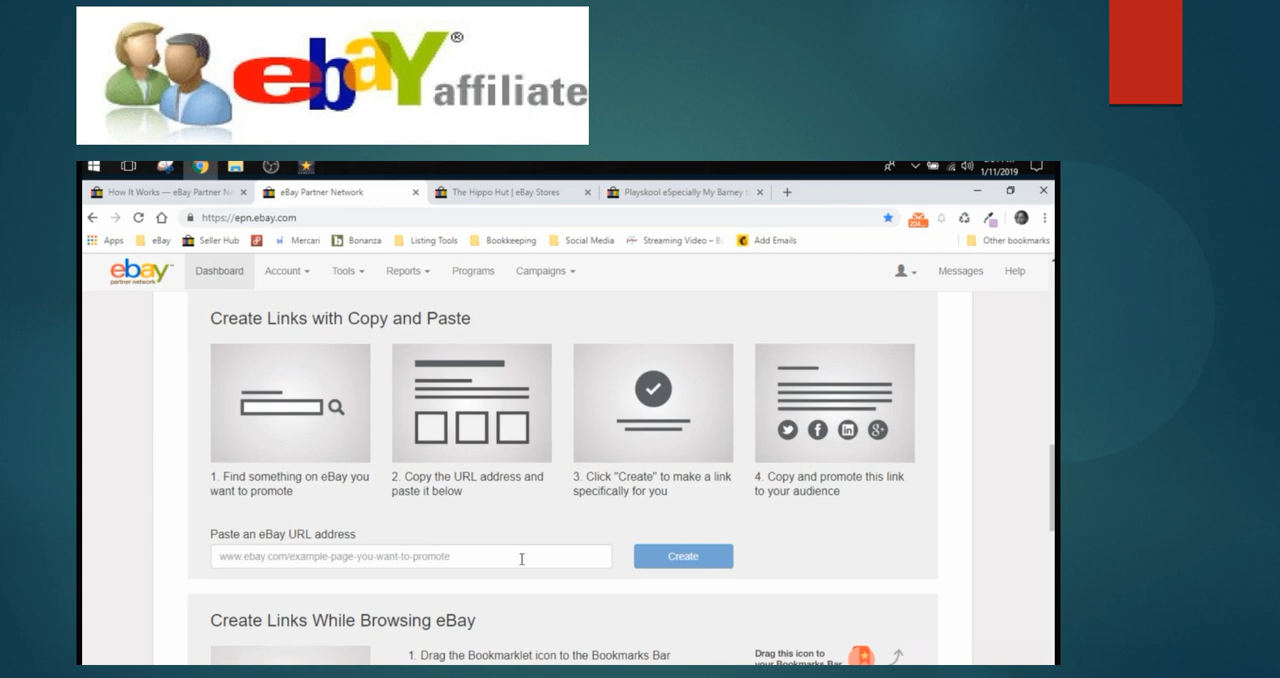 ebaY® affiliate
1/11/2019
How It Works — eBay Partner N
eBay Partner Network
The Hippo Hut | eBay Stores
Playskool eSpecially My Barney
https://epn.ebay.com
Apps eBay Seller Hub Mercari Bonanza Listing Tools Bookkeeping Social Media Streaming Video – Add Emails Other bookmarks
ebay Dashboard Account Tools Reports Programs Campaigns Messages Help
partner network
Create Links with Copy and Paste
1. Find something on eBay you
want to promote
2. Copy the URL address and
paste it below
3. Click "Create" to make a link
specifically for you
4. Copy and promote this link
to your audience
Paste an eBay URL address
www.ebay.com/example-page-you-want-to-promote
Create
Create Links While Browsing eBay
1. Drag the Bookmarklet icon to the Bookmarks Bar
Drag this icon to
your Bookmarks Bar